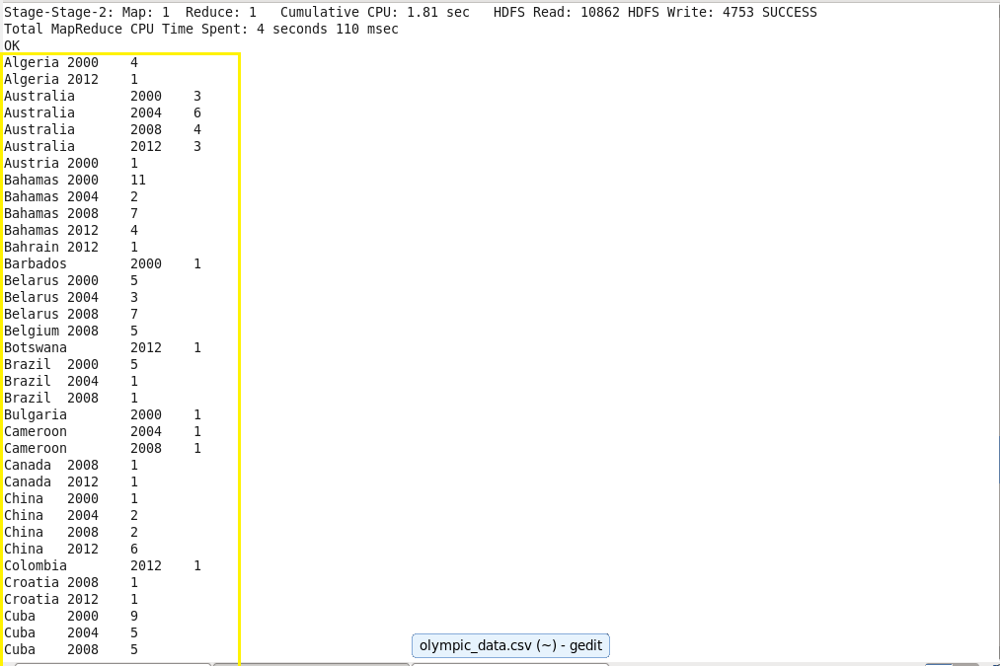 Stage-Stage-2: Map: 1  Reduce: 1   Cumulative CPU: 1.81 sec   HDFS Read: 10862 HDFS Write: 4753 SUCCESS
Total MapReduce CPU Time Spent: 4 seconds 110 msec
OK
Algeria 2000    4
Algeria 2012    1
Australia       2000    3
Australia       2004    6
Australia       2008    4
Australia       2012    3
Austria 2000    1
Bahamas 2000    11
Bahamas 2004    2
Bahamas 2008    7
Bahamas 2012    4
Bahrain 2012    1
Barbados        2000    1
Belarus 2000    5
Belarus 2004    3
Belarus 2008    7
Belgium 2008    5
Botswana        2012    1
Brazil  2000    5
Brazil  2004    1
Brazil  2008    1
Bulgaria        2000    1
Cameroon        2004    1
Cameroon        2008    1
Canada  2008    1
Canada  2012    1
China   2000    1
China   2004    2
China   2008    2
China   2012    6
Colombia        2012    1
Croatia 2008    1
Croatia 2012    1
Cuba    2000    9
Cuba    2004    5
Cuba    2008    5
olympic_data.csv (~) - gedit